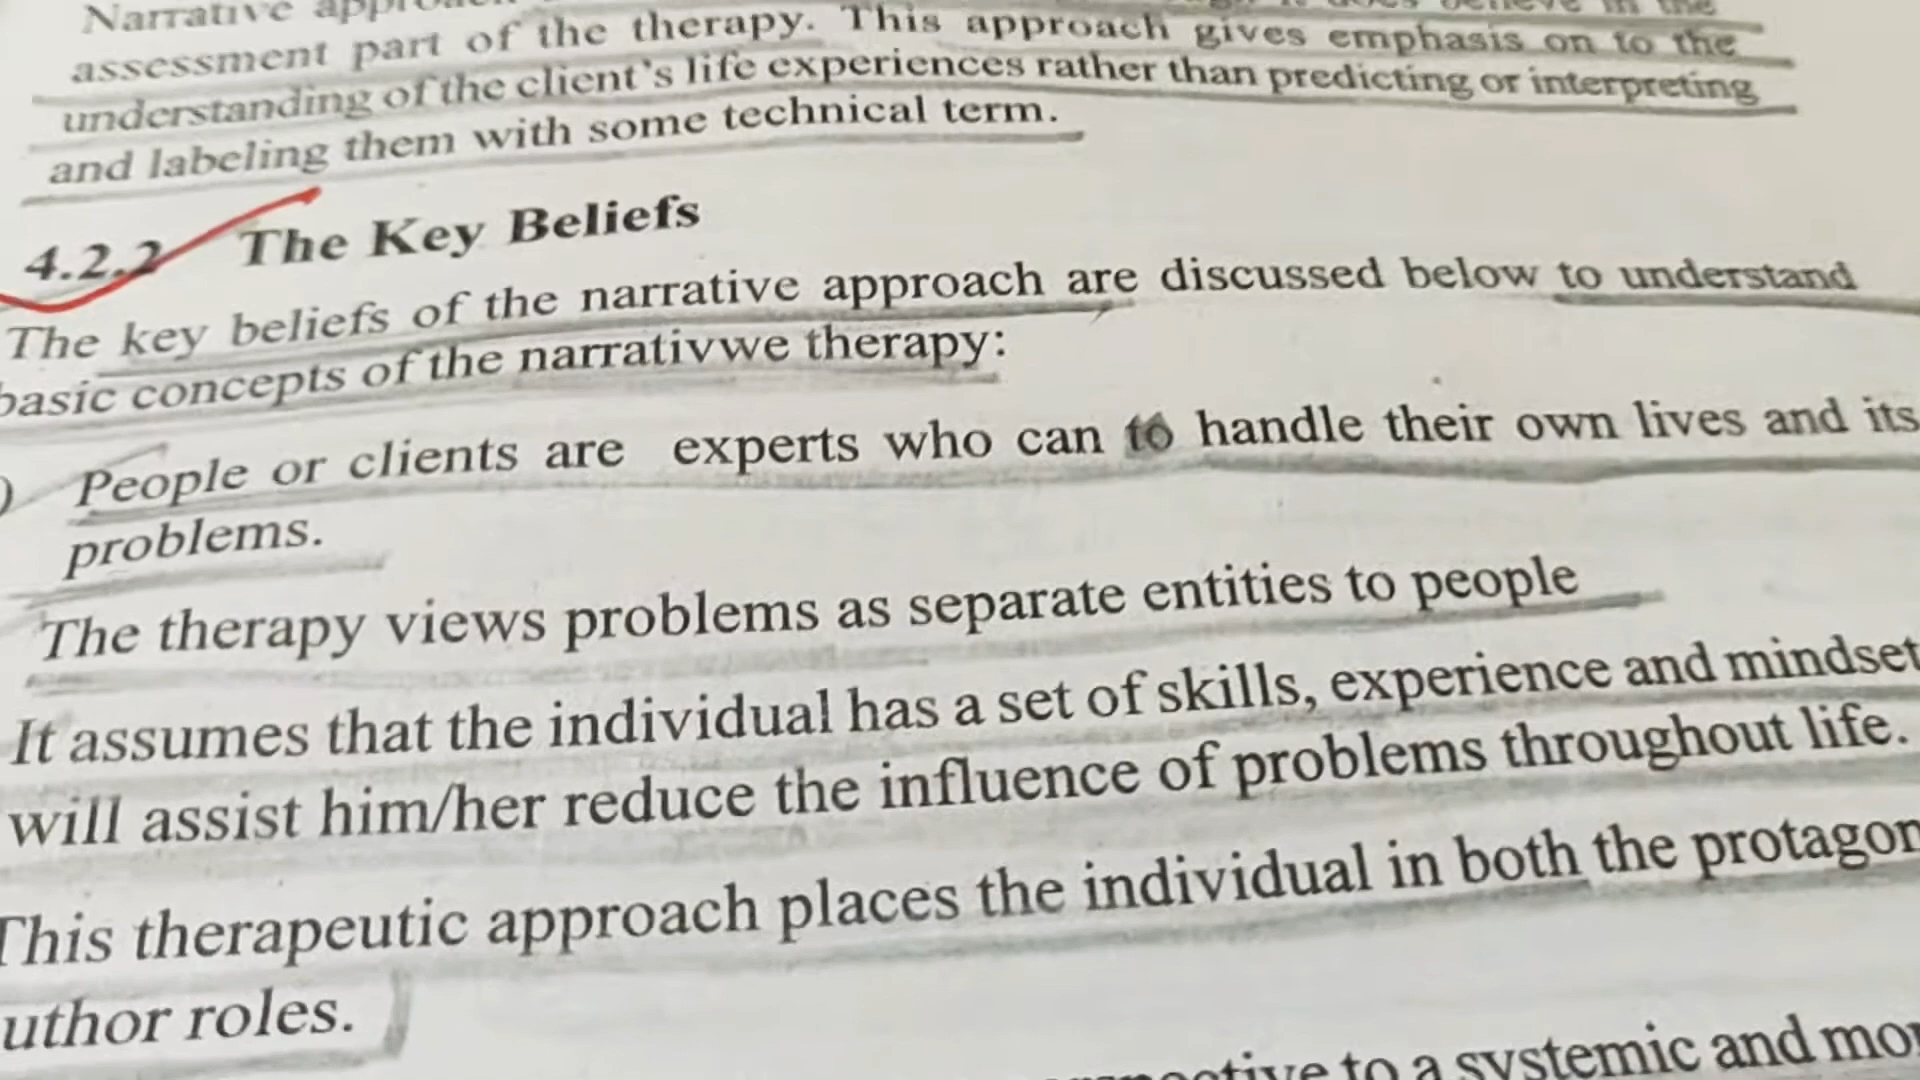 Narrative
assessment part of the therapy. This approach gives emphasis on to the
understanding of the client's life experiences rather than predicting or interpreting
and labeling them with some technical term.
4.2.2 The Key Beliefs
The key beliefs of the narrative approach are discussed below to understand
basic concepts of the narrativwe therapy:
) People or clients are experts who can to handle their own lives and its
problems.
The therapy views problems as separate entities to people
It assumes that the individual has a set of skills, experience and mindset
will assist him/her reduce the influence of problems throughout life.
This therapeutic approach places the individual in both the protagon
uthor roles.
to a systemic and mor